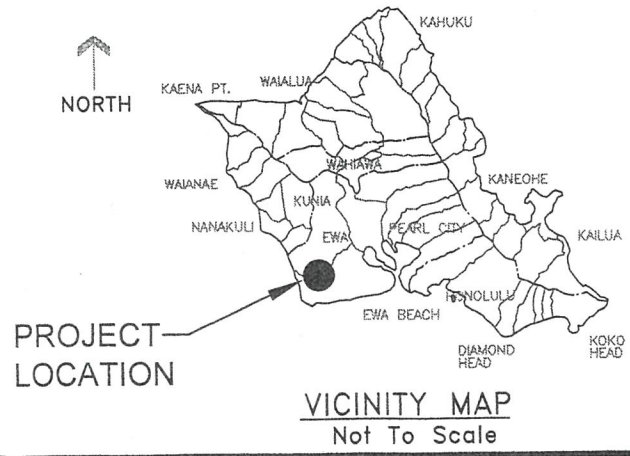 KAHUKU
NORTH
KAENA PT.
WAIALUA
WAHIAWA
WAIANAE
KUNIA
KANEOHE
NANAKULI
EWA
PEARL CITY
KAILUA
HONOLULU
EWA BEACH
PROJECT
LOCATION
DIAMOND
HEAD
KOKO
HEAD
VICINITY MAP
Not To Scale